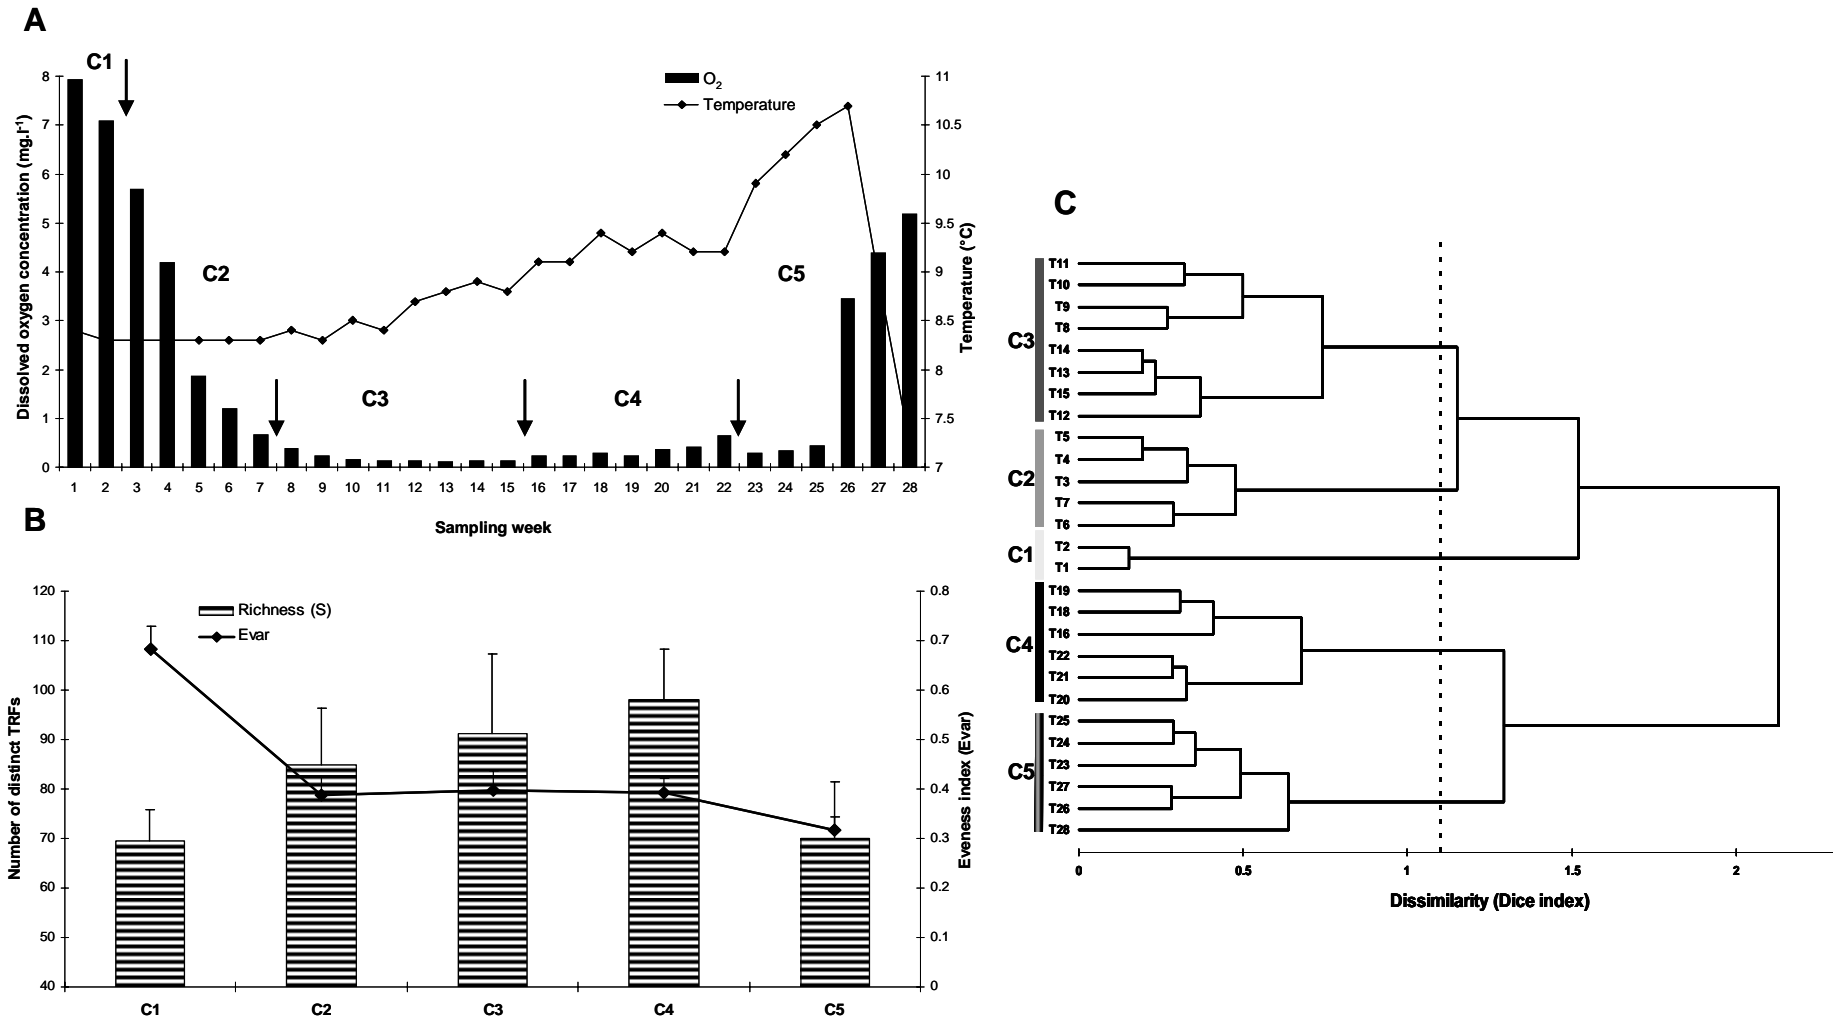 A
C1
O2
Temperature
8
7
6
5
4
3
2
1
0
11
10.5
10
9.5
9
8.5
8
7.5
7
Dissolved oxygen concentration (mg.l-1)
Temperature (°C)
C2
C5
C3
C4
1 2 3 4 5 6 7 8 9 10 11 12 13 14 15 16 17 18 19 20 21 22 23 24 25 26 27 28
Sampling week
B
Richness (S)
Evar
120
110
100
90
80
70
60
50
40
0.8
0.7
0.6
0.5
0.4
0.3
0.2
0.1
0
Number of distinct TRFs
Eveness index (Evar)
C1 C2 C3 C4 C5
C
C3
C2
C1
C4
C5
T11
T10
T9
T8
T14
T13
T15
T12
T5
T4
T3
T7
T6
T2
T1
T19
T18
T16
T22
T21
T20
T25
T24
T23
T27
T26
T28
0 0.5 1 1.5 2
Dissimilarity (Dice index)